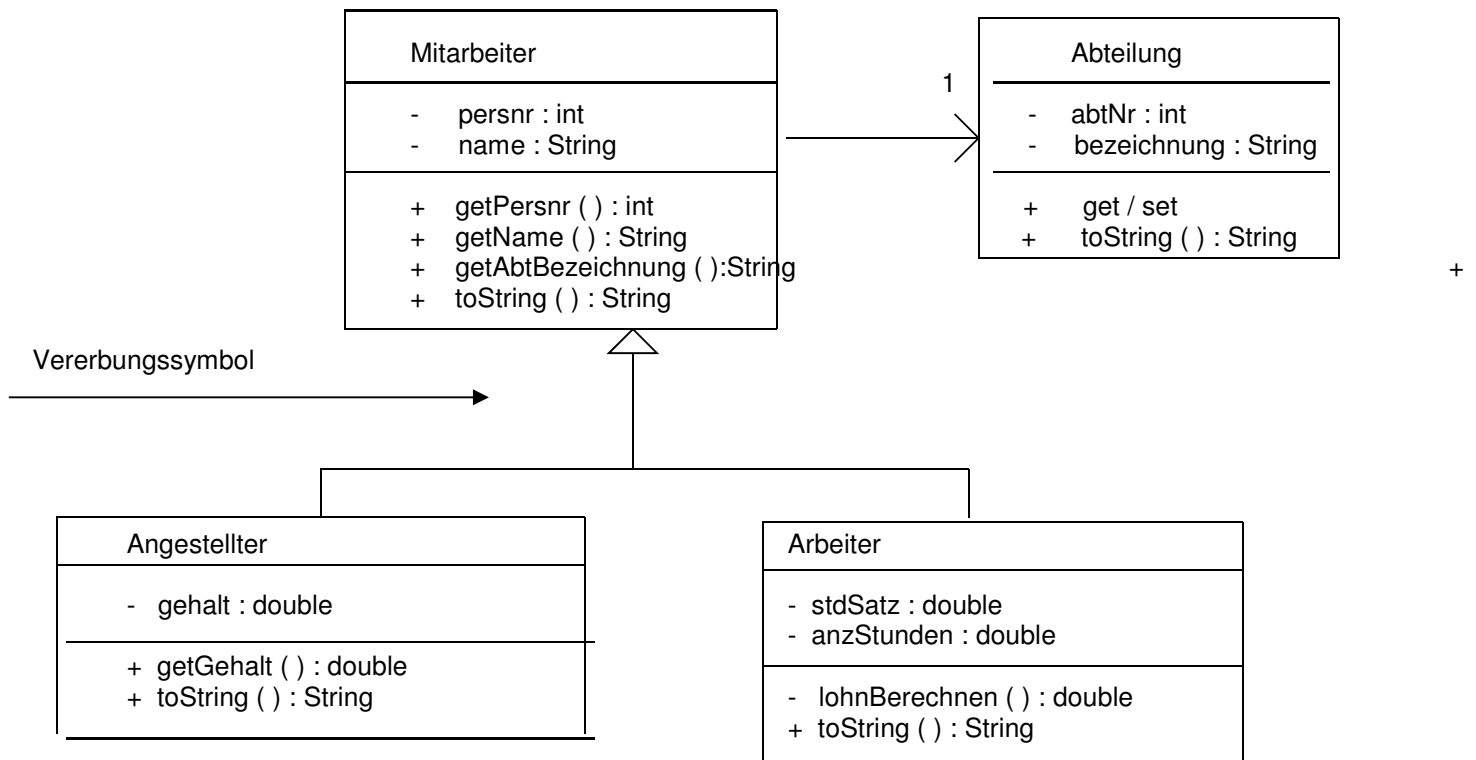 Mitarbeiter
- persnr : int
- name : String
+ getPersnr ( ) : int
+ getName ( ) : String
+ getAbtBezeichnung ( ):String
+ toString ( ) : String
1
Abteilung
- abtNr : int
- bezeichnung : String
+ get / set
+ toString ( ) : String
+
Vererbungssymbol
Angestellter
- gehalt : double
+ getGehalt ( ) : double
+ toString ( ) : String
Arbeiter
- stdSatz : double
- anzStunden : double
- lohnBerechnen ( ) : double
+ toString ( ) : String